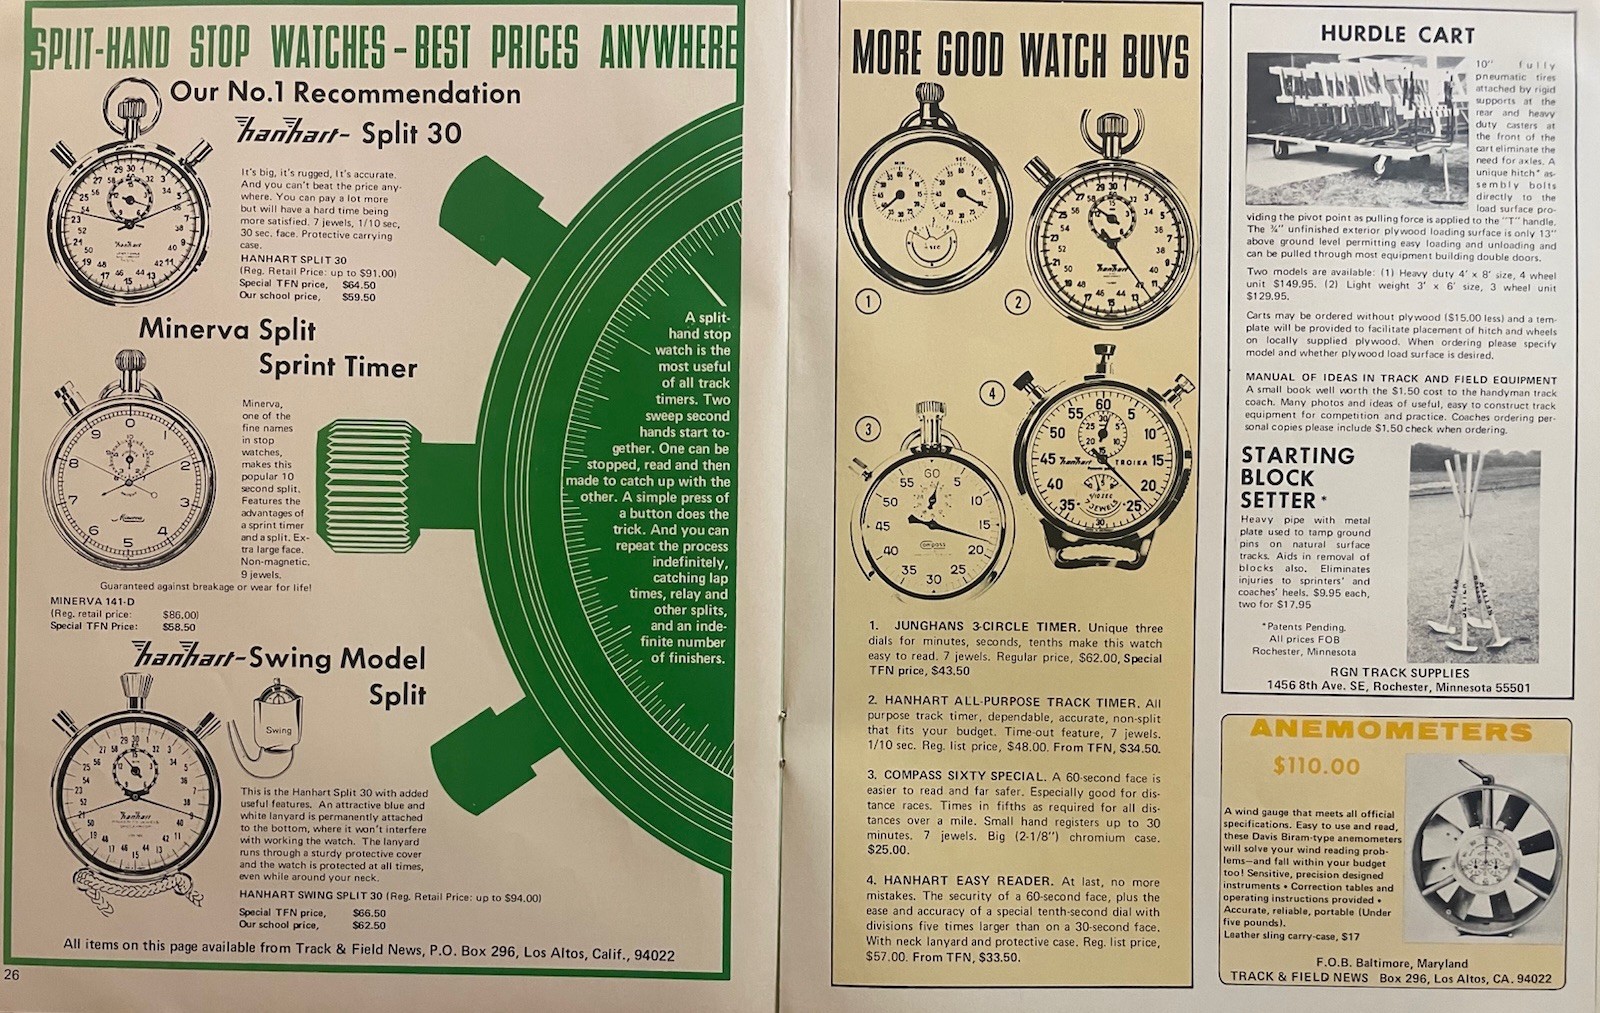 SPLIT-HAND STOP WATCHES – BEST PRICES ANYWHERE
Our No.1 Recommendation
hanhart- Split 30
It's big, it's rugged, It's accurate.
And you can't beat the price any-
where. You can pay a lot more
but will have a hard time being
more satisfied. 7 jewels, 1/10 sec,
30 sec. face. Protective carrying
case.
HANHART SPLIT 30
(Reg. Retail Price: up to $91.00)
Special TFN price, $64.50
Our school price, $59.50
Minerva Split
Sprint Timer
Minerva,
one of the
fine names
in stop
watches,
makes this
popular 10
second split.
Features the
advantages of
a sprint timer
and a split. Ex-
tra large face.
Non-magnetic.
9 jewels.
Guaranteed against breakage or wear for life!
MINERVA 141-D
(Reg. retail price: $86.00)
Special TFN Price: $58.50
hanhart-Swing Model
Split
Swing
This is the Hanhart Split 30 with added
useful features. An attractive blue and
white lanyard is permanently attached
to the bottom, where it won't interfere
with working the watch. The lanyard
runs through a sturdy protective cover
and the watch is protected at all times,
even while around your neck.
HANHART SWING SPLIT 30 (Reg. Retail Price: up to $94.00)
Special TFN price, $66.50
Our school price, $62.50
A split-
hand stop
watch is the
most useful
of all track
timers. Two
sweep second
hands start to-
gether. One can be
stopped, read and then
made to catch up with the
other. A simple press of
a button does the
trick. And you can
repeat the process
indefinitely,
catching lap
times, relay and
other splits,
and an inde-
finite number
of finishers.
All items on this page available from Track & Field News, P.O. Box 296, Los Altos, Calif., 94022
26
MORE GOOD WATCH BUYS
1
2
3
4
1. JUNGHANS 3-CIRCLE TIMER. Unique three
dials for minutes, seconds, tenths make this watch
easy to read. 7 jewels. Regular price, $62.00, Special
TFN price, $43.50
2. HANHART ALL-PURPOSE TRACK TIMER. All
purpose track timer, dependable, accurate, non-split
that fits your budget. Time-out feature, 7 jewels.
1/10 sec. Reg. list price, $48.00. From TFN, $34.50.
3. COMPASS SIXTY SPECIAL. A 60-second face is
easier to read and far safer. Especially good for dis-
tance races. Times in fifths as required for all dis-
tances over a mile. Small hand registers up to 30
minutes. 7 jewels. Big (2-1/8") chromium case.
$25.00.
4. HANHART EASY READER. At last, no more
mistakes. The security of a 60-second face, plus the
ease and accuracy of a special tenth-second dial with
divisions five times larger than on a 30-second face.
With neck lanyard and protective case. Reg. list price,
$57.00. From TFN, $33.50.
HURDLE CART
10" fully
pneumatic tires
attached by rigid
supports at the
rear and heavy
duty casters at
the front of the
cart eliminate the
need for axles. A
unique hitch* as-
sembly bolts
directly to the
load surface pro-
viding the pivot point as pulling force is applied to the "T" handle.
The ¾" unfinished exterior plywood loading surface is only 13"
above ground level permitting easy loading and unloading and
can be pulled through most equipment building double doors.
Two models are available: (1) Heavy duty 4' x 8' size, 4 wheel
unit $149.95. (2) Light weight 3' x 6' size, 3 wheel unit
$129.95.
Carts may be ordered without plywood ($15.00 less) and a tem-
plate will be provided to facilitate placement of hitch and wheels
on locally supplied plywood. When ordering please specify
model and whether plywood load surface is desired.
MANUAL OF IDEAS IN TRACK AND FIELD EQUIPMENT
A small book well worth the $1.50 cost to the handyman track
coach. Many photos and ideas of useful, easy to construct track
equipment for competition and practice. Coaches ordering per-
sonal copies please include $1.50 check when ordering.
STARTING
BLOCK
SETTER*
Heavy pipe with metal
plate used to tamp ground
pins on natural surface
tracks. Aids in removal of
blocks also. Eliminates
injuries to sprinters' and
coaches' heels. $9.95 each,
two for $17.95
*Patents Pending.
All prices FOB
Rochester, Minnesota
RGN TRACK SUPPLIES
1456 8th Ave. SE, Rochester, Minnesota 55501
ANEMOMETERS
$110.00
A wind gauge that meets all official
specifications. Easy to use and read,
these Davis Biram-type anemometers
will solve your wind reading prob-
lems—and fall within your budget
too! Sensitive, precision designed
instruments • Correction tables and
operating instructions provided •
Accurate, reliable, portable (Under
five pounds).
Leather sling carry-case, $17
F.O.B. Baltimore, Maryland
TRACK & FIELD NEWS Box 296, Los Altos, CA. 94022